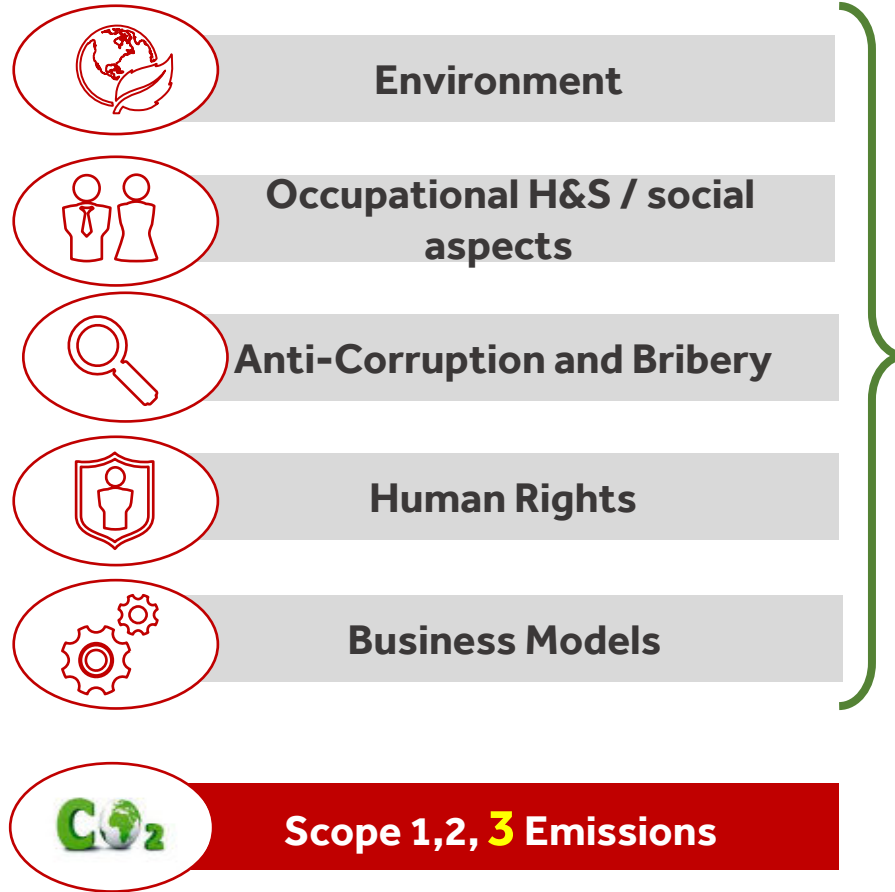 Environment
Occupational H&S / social
aspects
Anti-Corruption and Bribery
Human Rights
Business Models
CO2
Scope 1,2, 3 Emissions